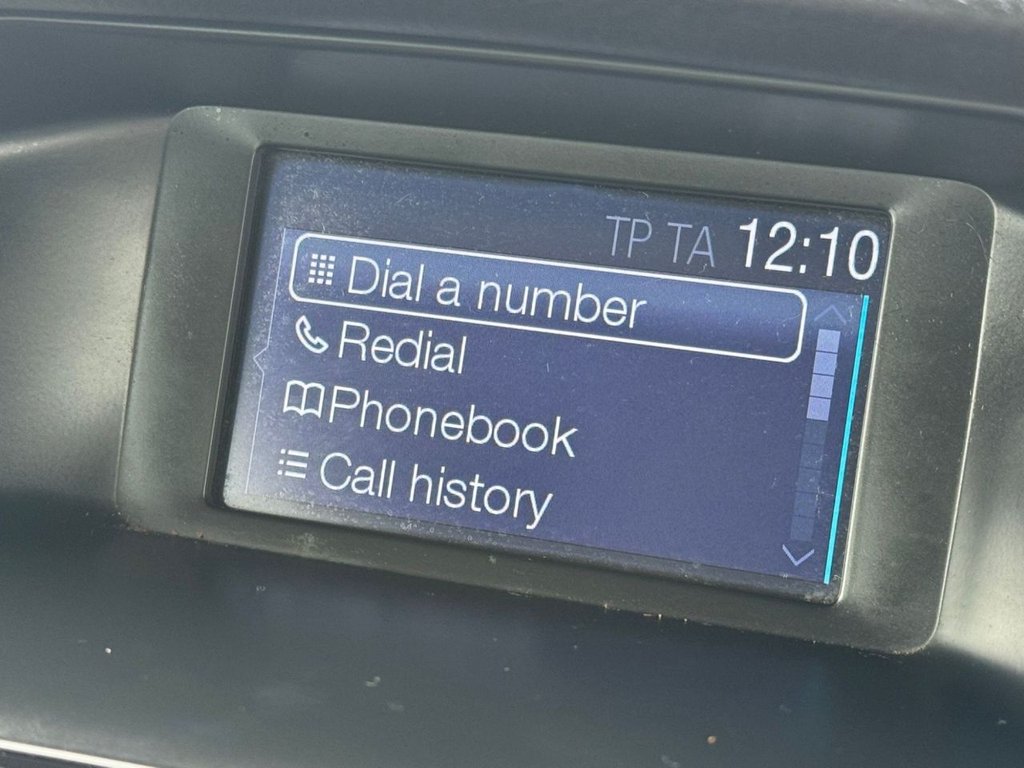 TP TA 12:10
Dial a number
Redial
Phonebook
Call history